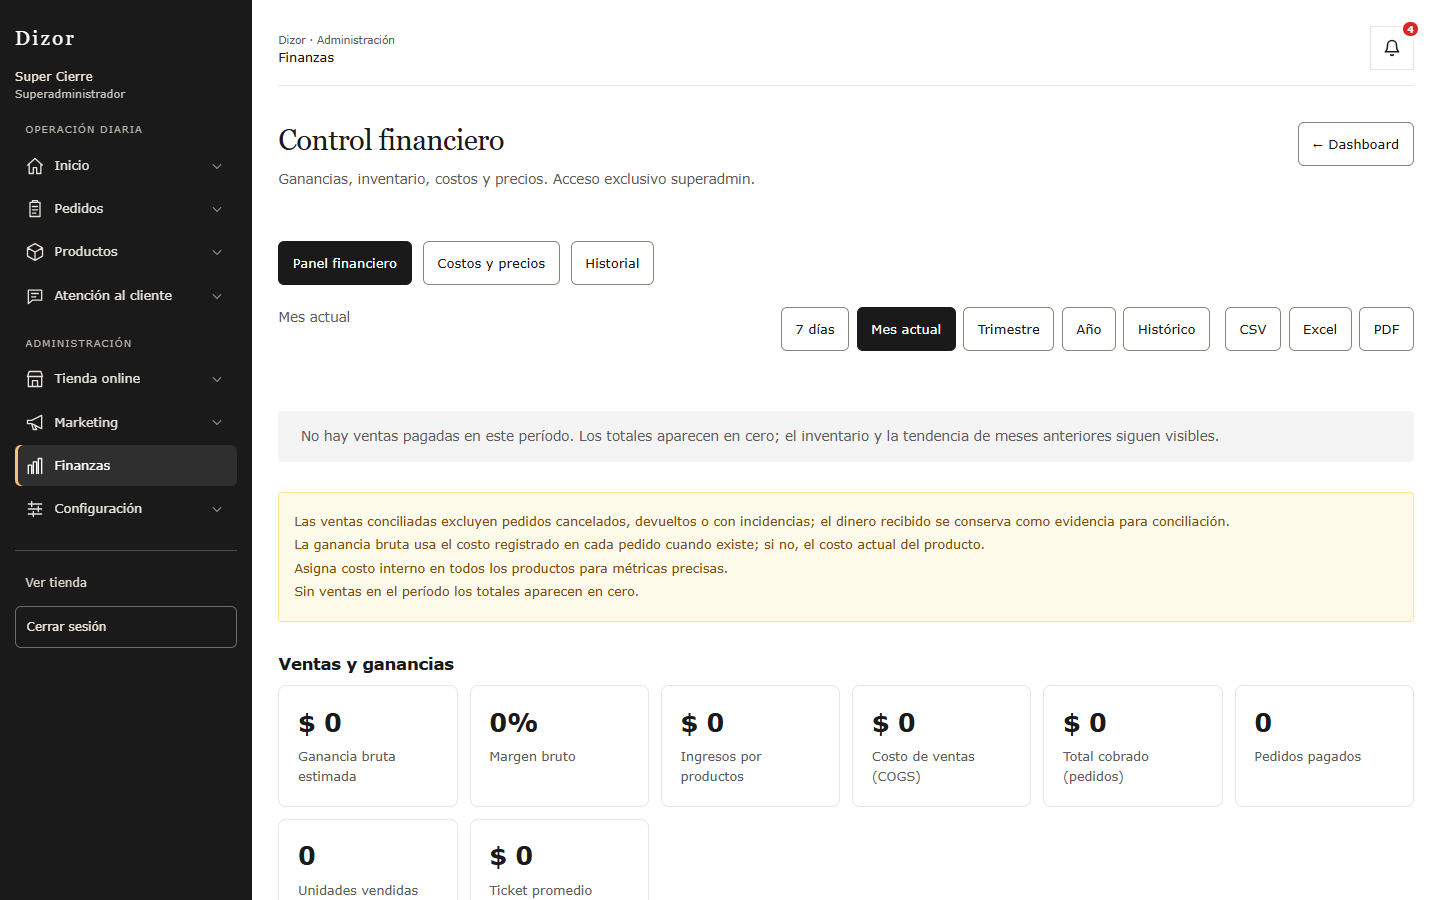 Dizor
Super Cierre
Superadministrador
OPERACIÓN DIARIA
Inicio
Pedidos
Productos
Atención al cliente
ADMINISTRACIÓN
Tienda online
Marketing
Finanzas
Configuración
Ver tienda
Cerrar sesión
Dizor · Administración
Finanzas
4
Control financiero
← Dashboard
Ganancias, inventario, costos y precios. Acceso exclusivo superadmin.
Panel financiero
Costos y precios
Historial
Mes actual
7 días
Mes actual
Trimestre
Año
Histórico
CSV
Excel
PDF
No hay ventas pagadas en este período. Los totales aparecen en cero; el inventario y la tendencia de meses anteriores siguen visibles.
Las ventas conciliadas excluyen pedidos cancelados, devueltos o con incidencias; el dinero recibido se conserva como evidencia para conciliación.
La ganancia bruta usa el costo registrado en cada pedido cuando existe; si no, el costo actual del producto.
Asigna costo interno en todos los productos para métricas precisas.
Sin ventas en el período los totales aparecen en cero.
Ventas y ganancias
$ 0
Ganancia bruta
estimada
0%
Margen bruto
$ 0
Ingresos por
productos
$ 0
Costo de ventas
(COGS)
$ 0
Total cobrado
(pedidos)
0
Pedidos pagados
0
Unidades vendidas
$ 0
Ticket promedio